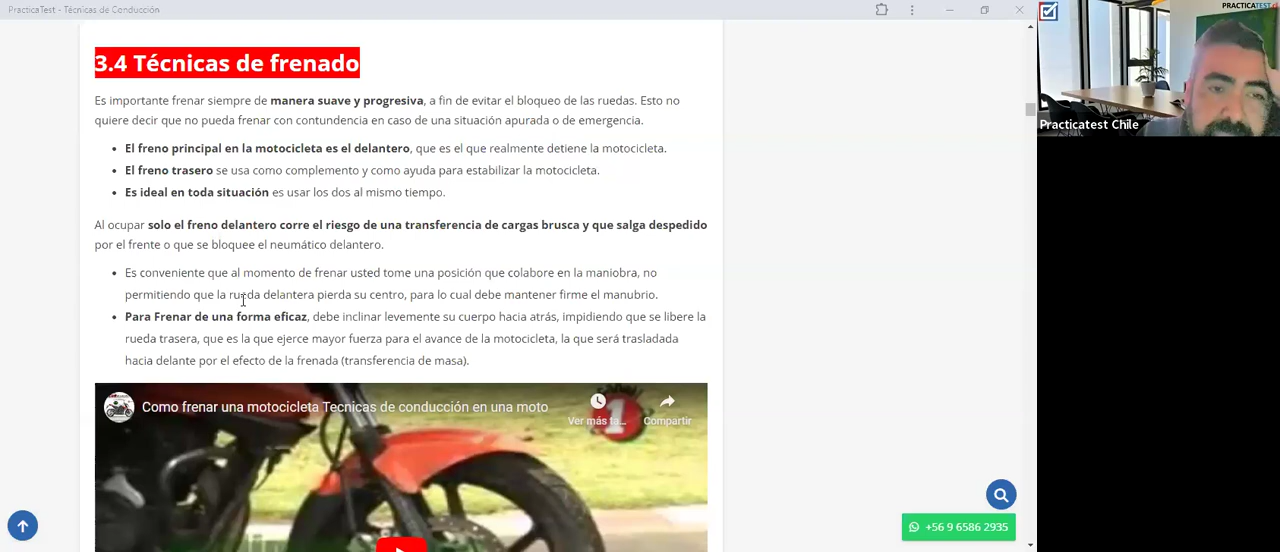 PracticaTest - Técnicas de Conducción
PRACTICATEST
3.4 Técnicas de frenado
Es importante frenar siempre de manera suave y progresiva, a fin de evitar el bloqueo de las ruedas. Esto no
quiere decir que no pueda frenar con contundencia en caso de una situación apurada o de emergencia.
• El freno principal en la motocicleta es el delantero, que es el que realmente detiene la motocicleta.
• El freno trasero se usa como complemento y como ayuda para estabilizar la motocicleta.
• Es ideal en toda situación es usar los dos al mismo tiempo.
Practicatest Chile
Al ocupar solo el freno delantero corre el riesgo de una transferencia de cargas brusca y que salga despedido
por el frente o que se bloquee el neumático delantero.
• Es conveniente que al momento de frenar usted tome una posición que colabore en la maniobra, no
permitiendo que la rueda delantera pierda su centro, para lo cual debe mantener firme el manubrio.
• Para Frenar de una forma eficaz, debe inclinar levemente su cuerpo hacia atrás, impidiendo que se libere la
rueda trasera, que es la que ejerce mayor fuerza para el avance de la motocicleta, la que será trasladada
hacia delante por el efecto de la frenada (transferencia de masa).
Como frenar una motocicleta Tecnicas de conducción en una moto
Ver más ta...
Compartir
1
+56 9 6586 2935